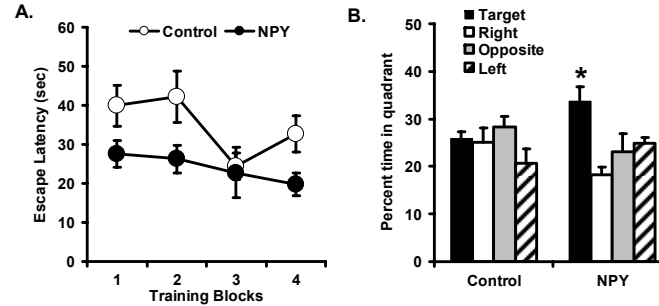 A.
Control NPY
60
50
40
30
20
10
0
Escape Latency (sec)
1 2 3 4
Training Blocks
B.
Target
Right
Opposite
Left
50
40
30
20
10
0
Percent time in quadrant
*
Control NPY